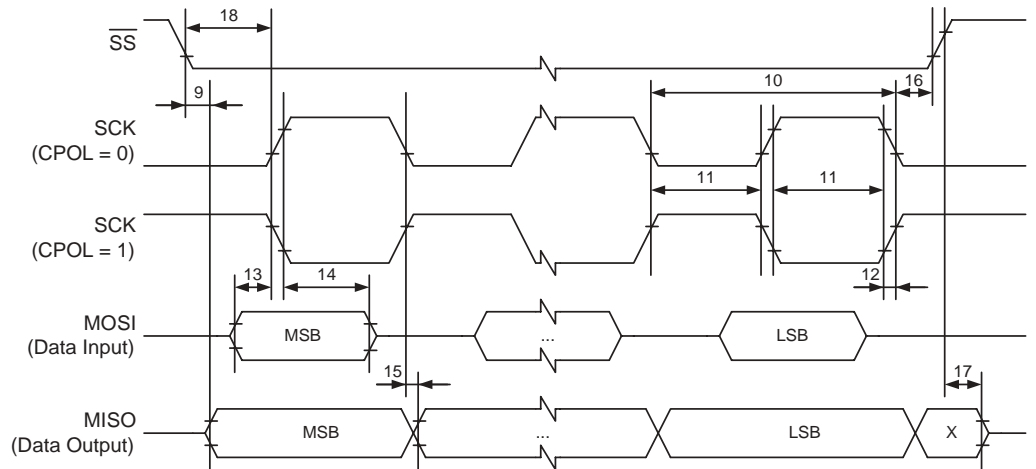 18
SS
9
10
16
SCK
(CPOL = 0)
11
11
SCK
(CPOL = 1)
13
14
12
MOSI
(Data Input)
MSB
...
LSB
15
17
MISO
(Data Output)
MSB
...
LSB
X